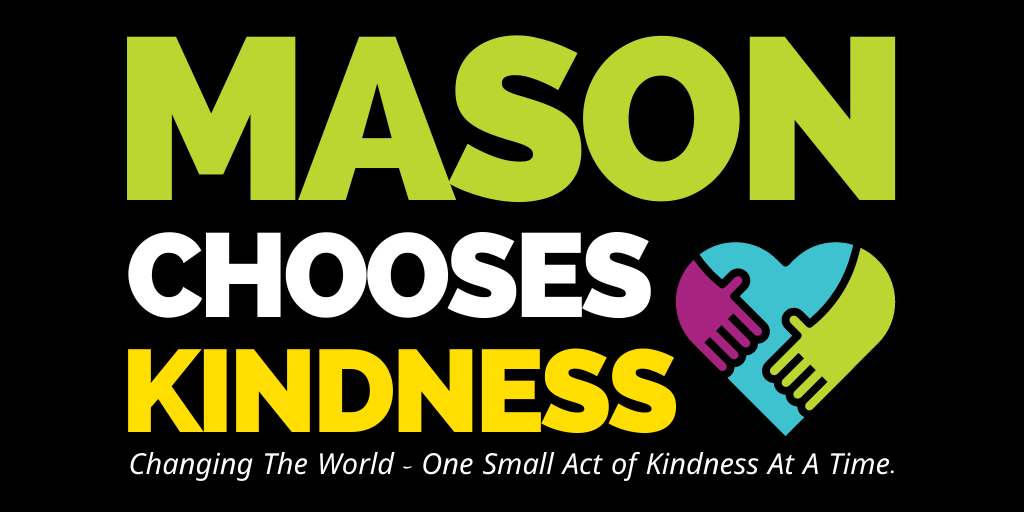 MASON
CHOOSES
KINDNESS
Changing The World - One Small Act of Kindness At A Time.